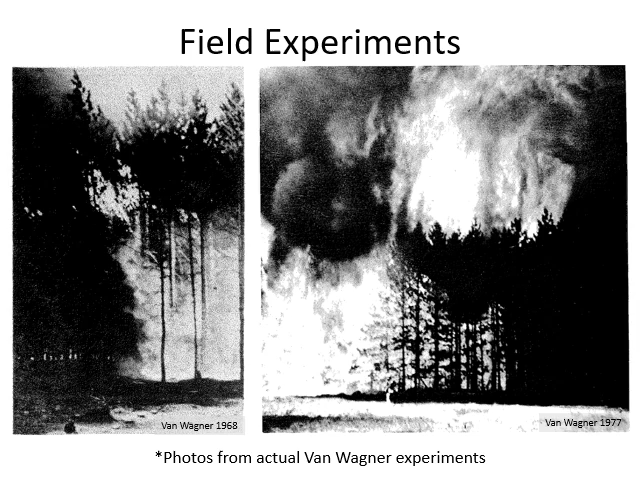 Field Experiments
Van Wagner 1968
Van Wagner 1977
*Photos from actual Van Wagner experiments